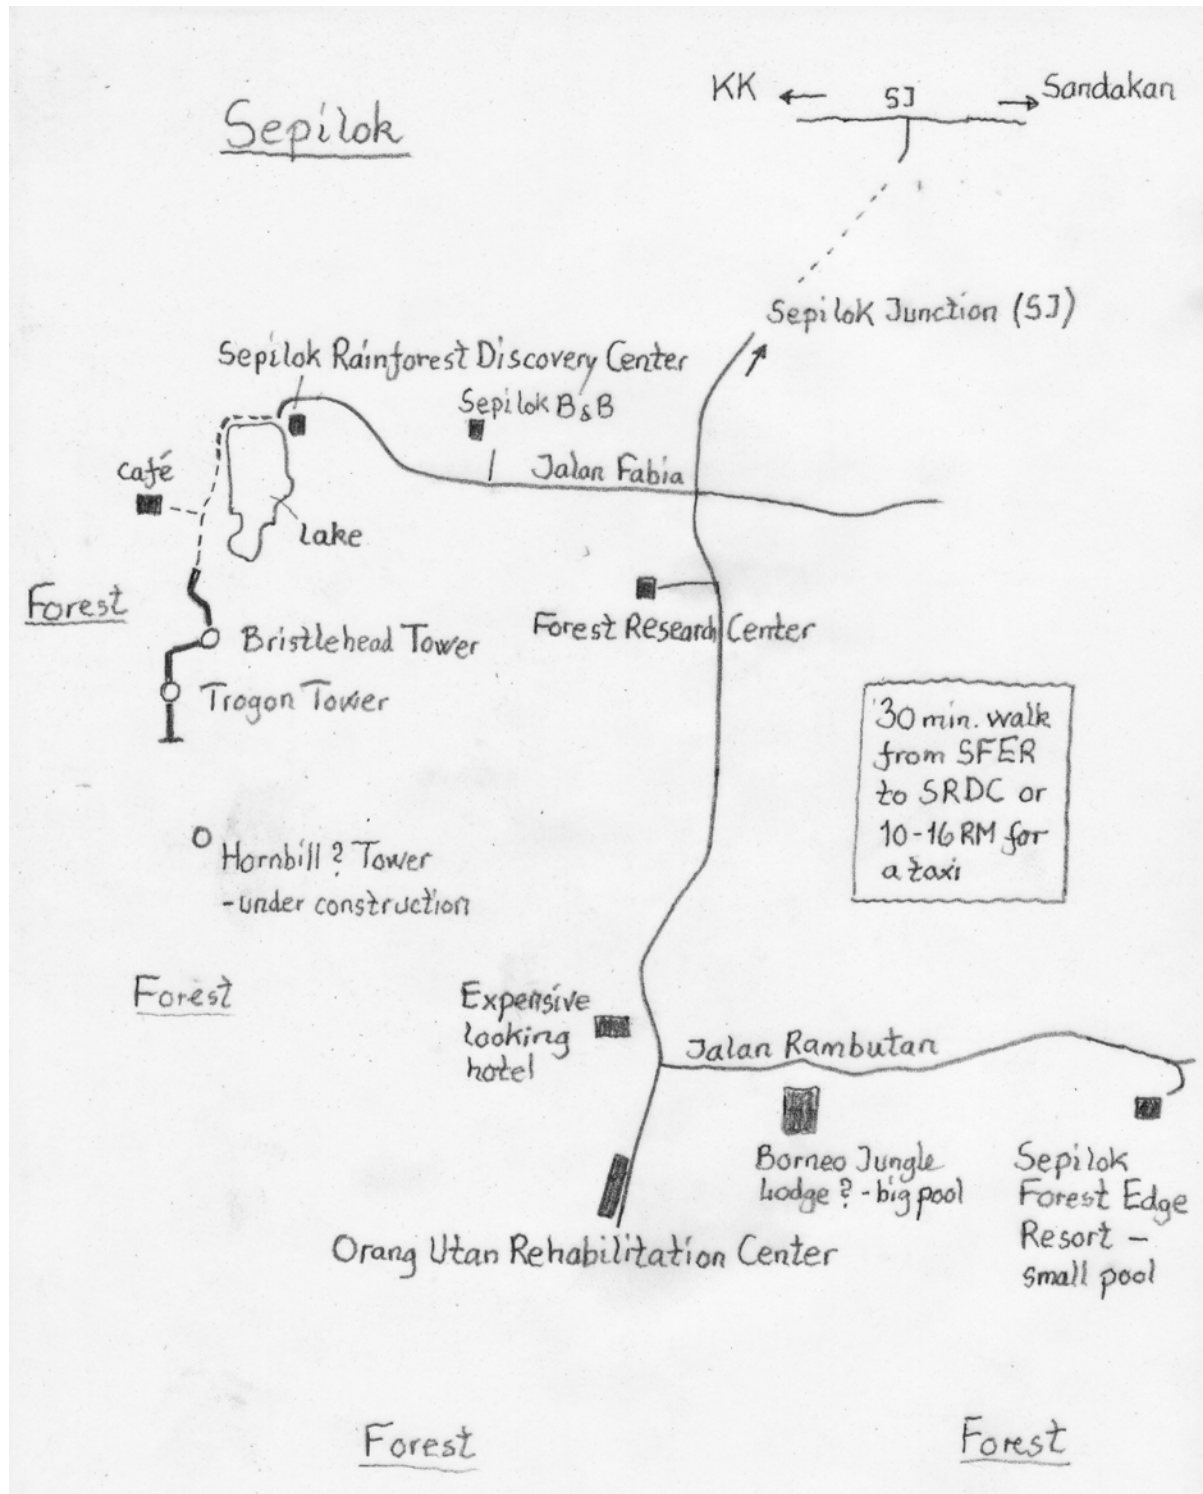 KK ← SJ → Sandakan
Sepilok
Sepilok Junction (SJ)
Sepilok Rainforest Discovery Center
Sepilok B&B
Jalan Fabia
café
Lake
Forest
Forest Research Center
Bristlehead Tower
Trogon Tower
30 min. walk
from SFER
to SRDC or
10-16 RM for
a taxi
Hornbill ? Tower
-under construction
Forest
Expensive
looking
hotel
Jalan Rambutan
Borneo Jungle
Lodge ? - big pool
Sepilok
Forest Edge
Resort -
small pool
Orang Utan Rehabilitation Center
Forest
Forest